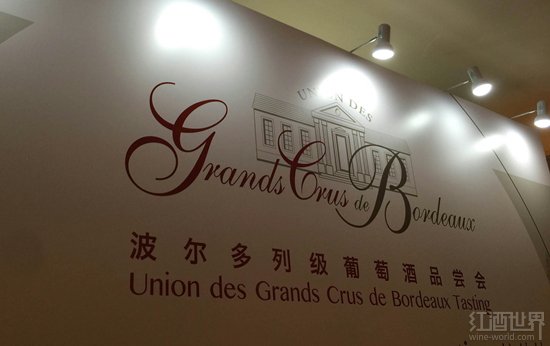 UNION DES
Grands Crus de Bordeaux
波尔多列级葡萄酒品尝会
Union des Grands Crus de Bordeaux Tasting
红酒世界
wine-world.com